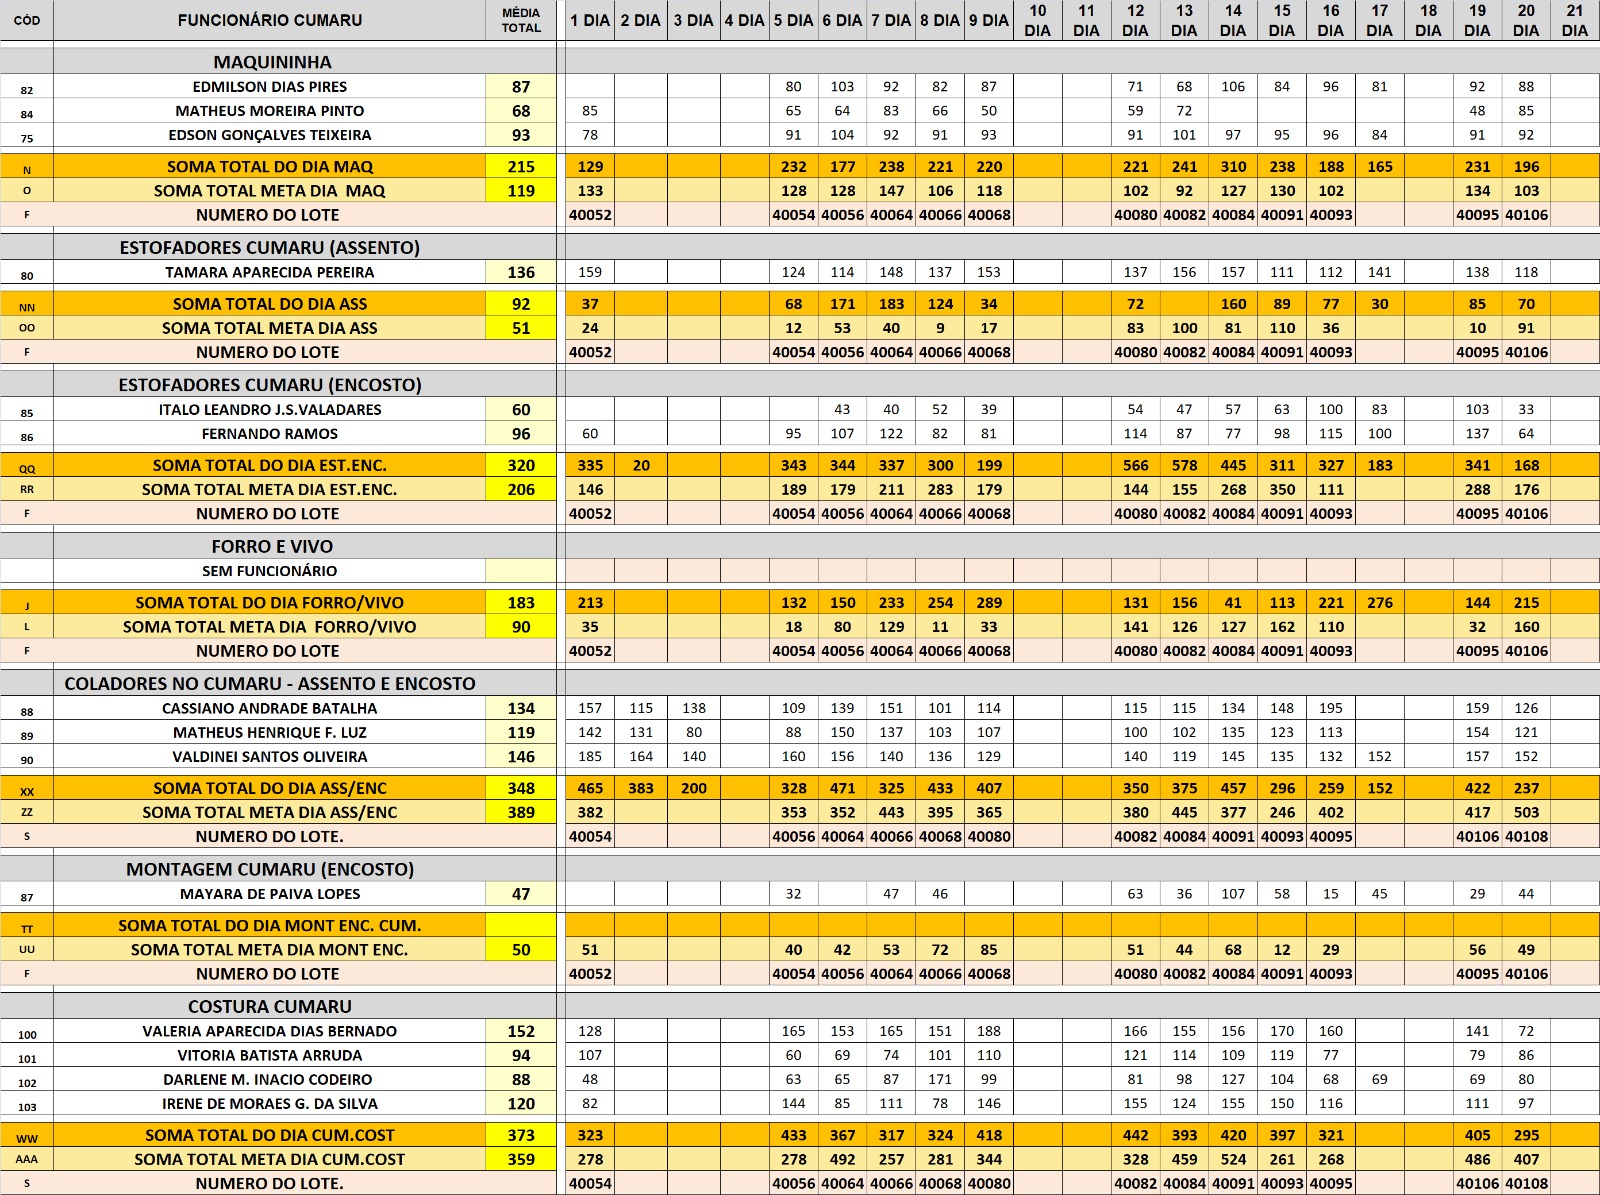 CÓD FUNCIONÁRIO CUMARU MÉDIA TOTAL 1 DIA 2 DIA 3 DIA 4 DIA 5 DIA 6 DIA 7 DIA 8 DIA 9 DIA 10 DIA 11 DIA 12 DIA 13 DIA 14 DIA 15 DIA 16 DIA 17 DIA 18 DIA 19 DIA 20 DIA 21 DIA
MAQUININHA
82 EDMILSON DIAS PIRES 87 80 103 92 82 87 71 68 106 84 96 81 92 88
84 MATHEUS MOREIRA PINTO 68 85 65 64 83 66 50 59 72 48 85
75 EDSON GONÇALVES TEIXEIRA 93 78 91 104 92 91 93 91 101 97 95 96 84 91 92
N SOMA TOTAL DO DIA MAQ 215 129 232 177 238 221 220 221 241 310 238 188 165 231 196
O SOMA TOTAL META DIA MAQ 119 133 128 128 147 106 118 102 92 127 130 102 134 103
F NUMERO DO LOTE 40052 40054 40056 40064 40066 40068 40080 40082 40084 40091 40093 40095 40106
ESTOFADORES CUMARU (ASSENTO)
80 TAMARA APARECIDA PEREIRA 136 159 124 114 148 137 153 137 156 157 111 112 141 138 118
NN SOMA TOTAL DO DIA ASS 92 37 68 171 183 124 34 72 160 89 77 30 85 70
OO SOMA TOTAL META DIA ASS 51 24 12 53 40 9 17 83 100 81 110 36 10 91
F NUMERO DO LOTE 40052 40054 40056 40064 40066 40068 40080 40082 40084 40091 40093 40095 40106
ESTOFADORES CUMARU (ENCOSTO)
85 ITALO LEANDRO J.S.VALADARES 60 43 40 52 39 54 47 57 63 100 83 103 33
86 FERNANDO RAMOS 96 60 95 107 122 82 81 114 87 77 98 115 100 137 64
QQ SOMA TOTAL DO DIA EST.ENC. 320 335 20 343 344 337 300 199 566 578 445 311 327 183 341 168
RR SOMA TOTAL META DIA EST.ENC. 206 146 189 179 211 283 179 144 155 268 350 111 288 176
F NUMERO DO LOTE 40052 40054 40056 40064 40066 40068 40080 40082 40084 40091 40093 40095 40106
FORRO E VIVO
SEM FUNCIONÁRIO
J SOMA TOTAL DO DIA FORRO/VIVO 183 213 132 150 233 254 289 131 156 41 113 221 276 144 215
L SOMA TOTAL META DIA FORRO/VIVO 90 35 18 80 129 11 33 141 126 127 162 110 32 160
F NUMERO DO LOTE 40052 40054 40056 40064 40066 40068 40080 40082 40084 40091 40093 40095 40106
COLADORES NO CUMARU - ASSENTO E ENCOSTO
88 CASSIANO ANDRADE BATALHA 134 157 115 138 109 139 151 101 114 115 115 134 148 195 159 126
89 MATHEUS HENRIQUE F. LUZ 119 142 131 80 88 150 137 103 107 100 102 135 123 113 154 121
90 VALDINEI SANTOS OLIVEIRA 146 185 164 140 160 156 140 136 129 140 119 145 135 132 152 157 152
XX SOMA TOTAL DO DIA ASS/ENC 348 465 383 200 328 471 325 433 407 350 375 457 296 259 152 422 237
ZZ SOMA TOTAL META DIA ASS/ENC 389 382 353 352 443 395 365 380 445 377 246 402 417 503
S NUMERO DO LOTE. 40054 40056 40064 40066 40068 40080 40082 40084 40091 40093 40095 40106 40108
MONTAGEM CUMARU (ENCOSTO)
87 MAYARA DE PAIVA LOPES 47 32 47 46 63 36 107 58 15 45 29 44
TT SOMA TOTAL DO DIA MONT ENC. CUM.
UU SOMA TOTAL META DIA MONT ENC. 50 51 40 42 53 72 85 51 44 68 12 29 56 49
F NUMERO DO LOTE 40052 40054 40056 40064 40066 40068 40080 40082 40084 40091 40093 40095 40106
COSTURA CUMARU
100 VALERIA APARECIDA DIAS BERNADO 152 128 165 153 165 151 188 166 155 156 170 160 141 72
101 VITORIA BATISTA ARRUDA 94 107 60 69 74 101 110 121 114 109 119 77 79 86
102 DARLENE M. INACIO CODEIRO 88 48 63 65 87 171 99 81 98 127 104 68 69 69 80
103 IRENE DE MORAES G. DA SILVA 120 82 144 85 111 78 146 155 124 155 150 116 111 97
WW SOMA TOTAL DO DIA CUM.COST 373 323 433 367 317 324 418 442 393 420 397 321 405 295
AAA SOMA TOTAL META DIA CUM.COST 359 278 278 492 257 281 344 328 459 524 261 268 486 407
S NUMERO DO LOTE. 40054 40056 40064 40066 40068 40080 40082 40084 40091 40093 40095 40106 40108